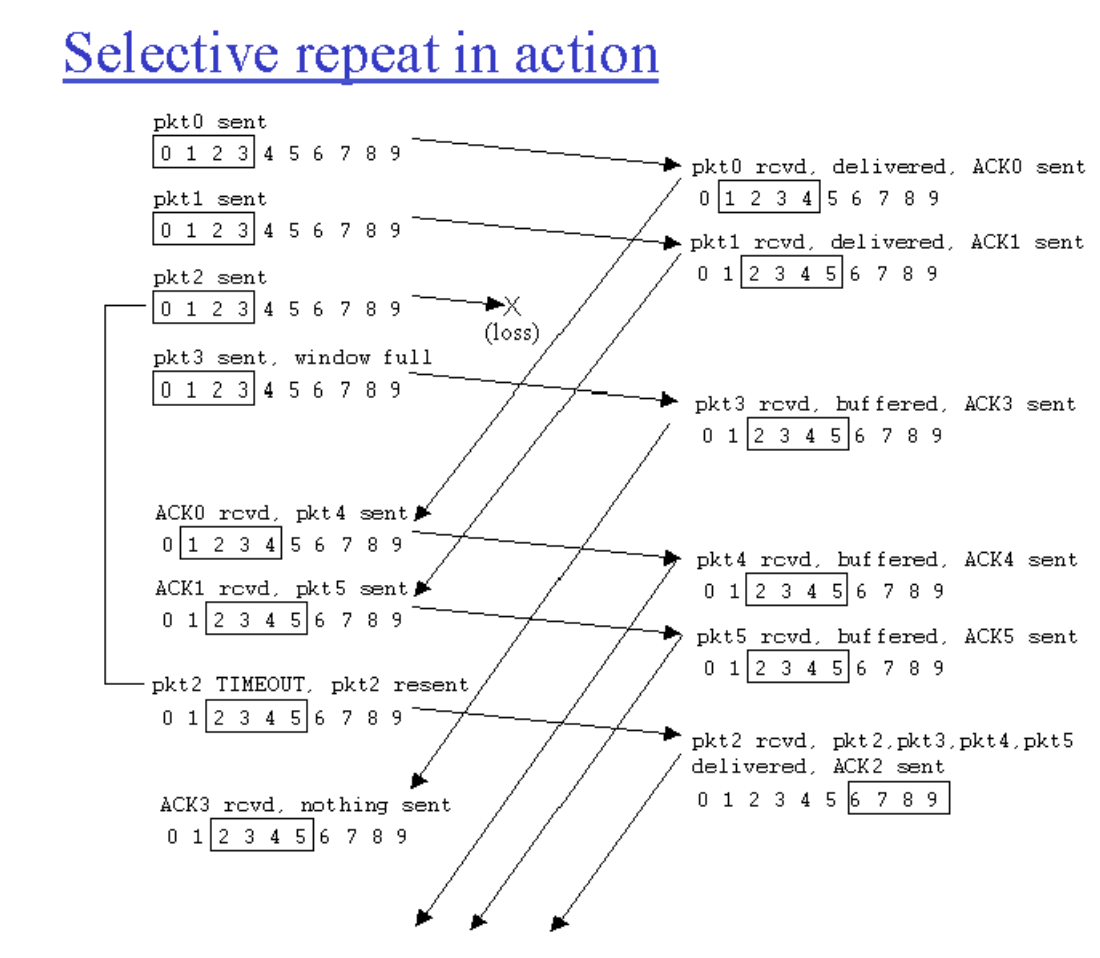 Selective repeat in action
pkt0 sent
0 1 2 3 4 5 6 7 8 9
pkt0 rcvd, delivered, ACK0 sent
0 1 2 3 4 5 6 7 8 9
pkt1 sent
0 1 2 3 4 5 6 7 8 9
pkt1 rcvd, delivered, ACK1 sent
0 1 2 3 4 5 6 7 8 9
pkt2 sent
0 1 2 3 4 5 6 7 8 9
X
(loss)
pkt3 sent, window full
0 1 2 3 4 5 6 7 8 9
pkt3 rcvd, buffered, ACK3 sent
0 1 2 3 4 5 6 7 8 9
ACK0 rcvd, pkt4 sent
0 1 2 3 4 5 6 7 8 9
pkt4 rcvd, buffered, ACK4 sent
0 1 2 3 4 5 6 7 8 9
ACK1 rcvd, pkt5 sent
0 1 2 3 4 5 6 7 8 9
pkt5 rcvd, buffered, ACK5 sent
0 1 2 3 4 5 6 7 8 9
pkt2 TIMEOUT, pkt2 resent
0 1 2 3 4 5 6 7 8 9
pkt2 rcvd, pkt2,pkt3,pkt4,pkt5
delivered, ACK2 sent
0 1 2 3 4 5 6 7 8 9
ACK3 rcvd, nothing sent
0 1 2 3 4 5 6 7 8 9